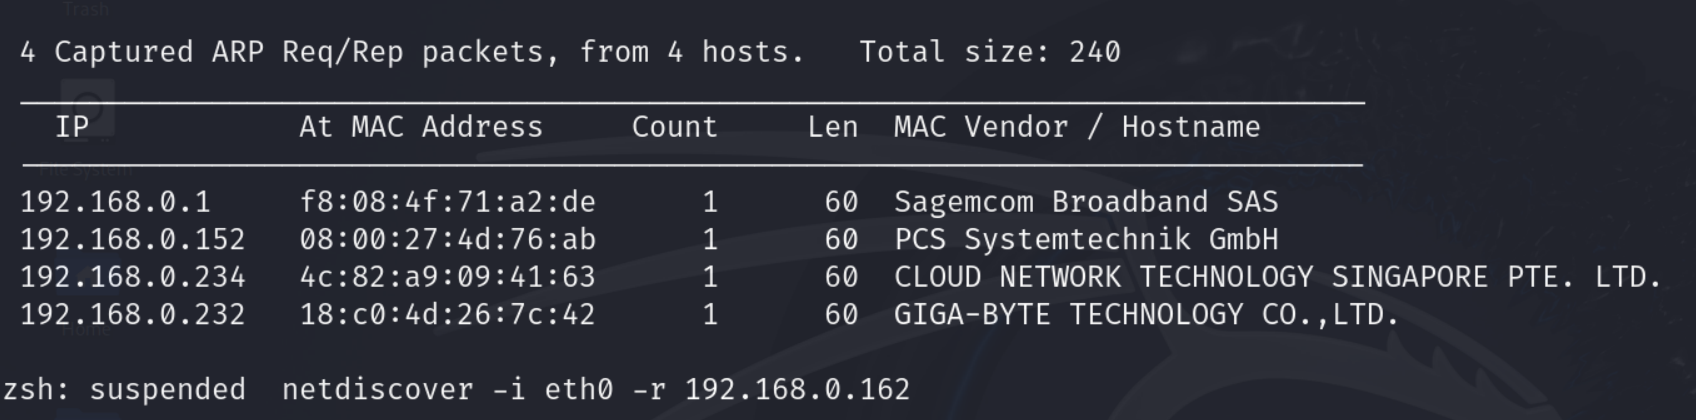 Trash
4 Captured ARP Req/Rep packets, from 4 hosts.   Total size: 240
IP            At MAC Address     Count     Len  MAC Vendor / Hostname
File System
192.168.0.1     f8:08:4f:71:a2:de      1      60  Sagemcom Broadband SAS
192.168.0.152   08:00:27:4d:76:ab      1      60  PCS Systemtechnik GmbH
192.168.0.234   4c:82:a9:09:41:63      1      60  CLOUD NETWORK TECHNOLOGY SINGAPORE PTE. LTD.
192.168.0.232   18:c0:4d:26:7c:42      1      60  GIGA-BYTE TECHNOLOGY CO.,LTD.
Home
zsh: suspended  netdiscover -i eth0 -r 192.168.0.162